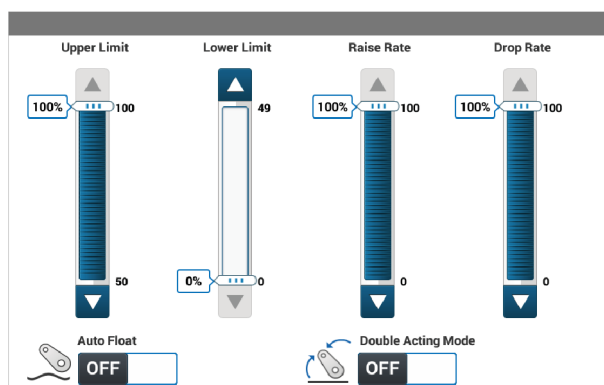 Upper Limit Lower Limit Raise Rate Drop Rate
100% 100 49 100% 100 100% 100
50 0% 0 0 0
Auto Float Double Acting Mode
OFF OFF